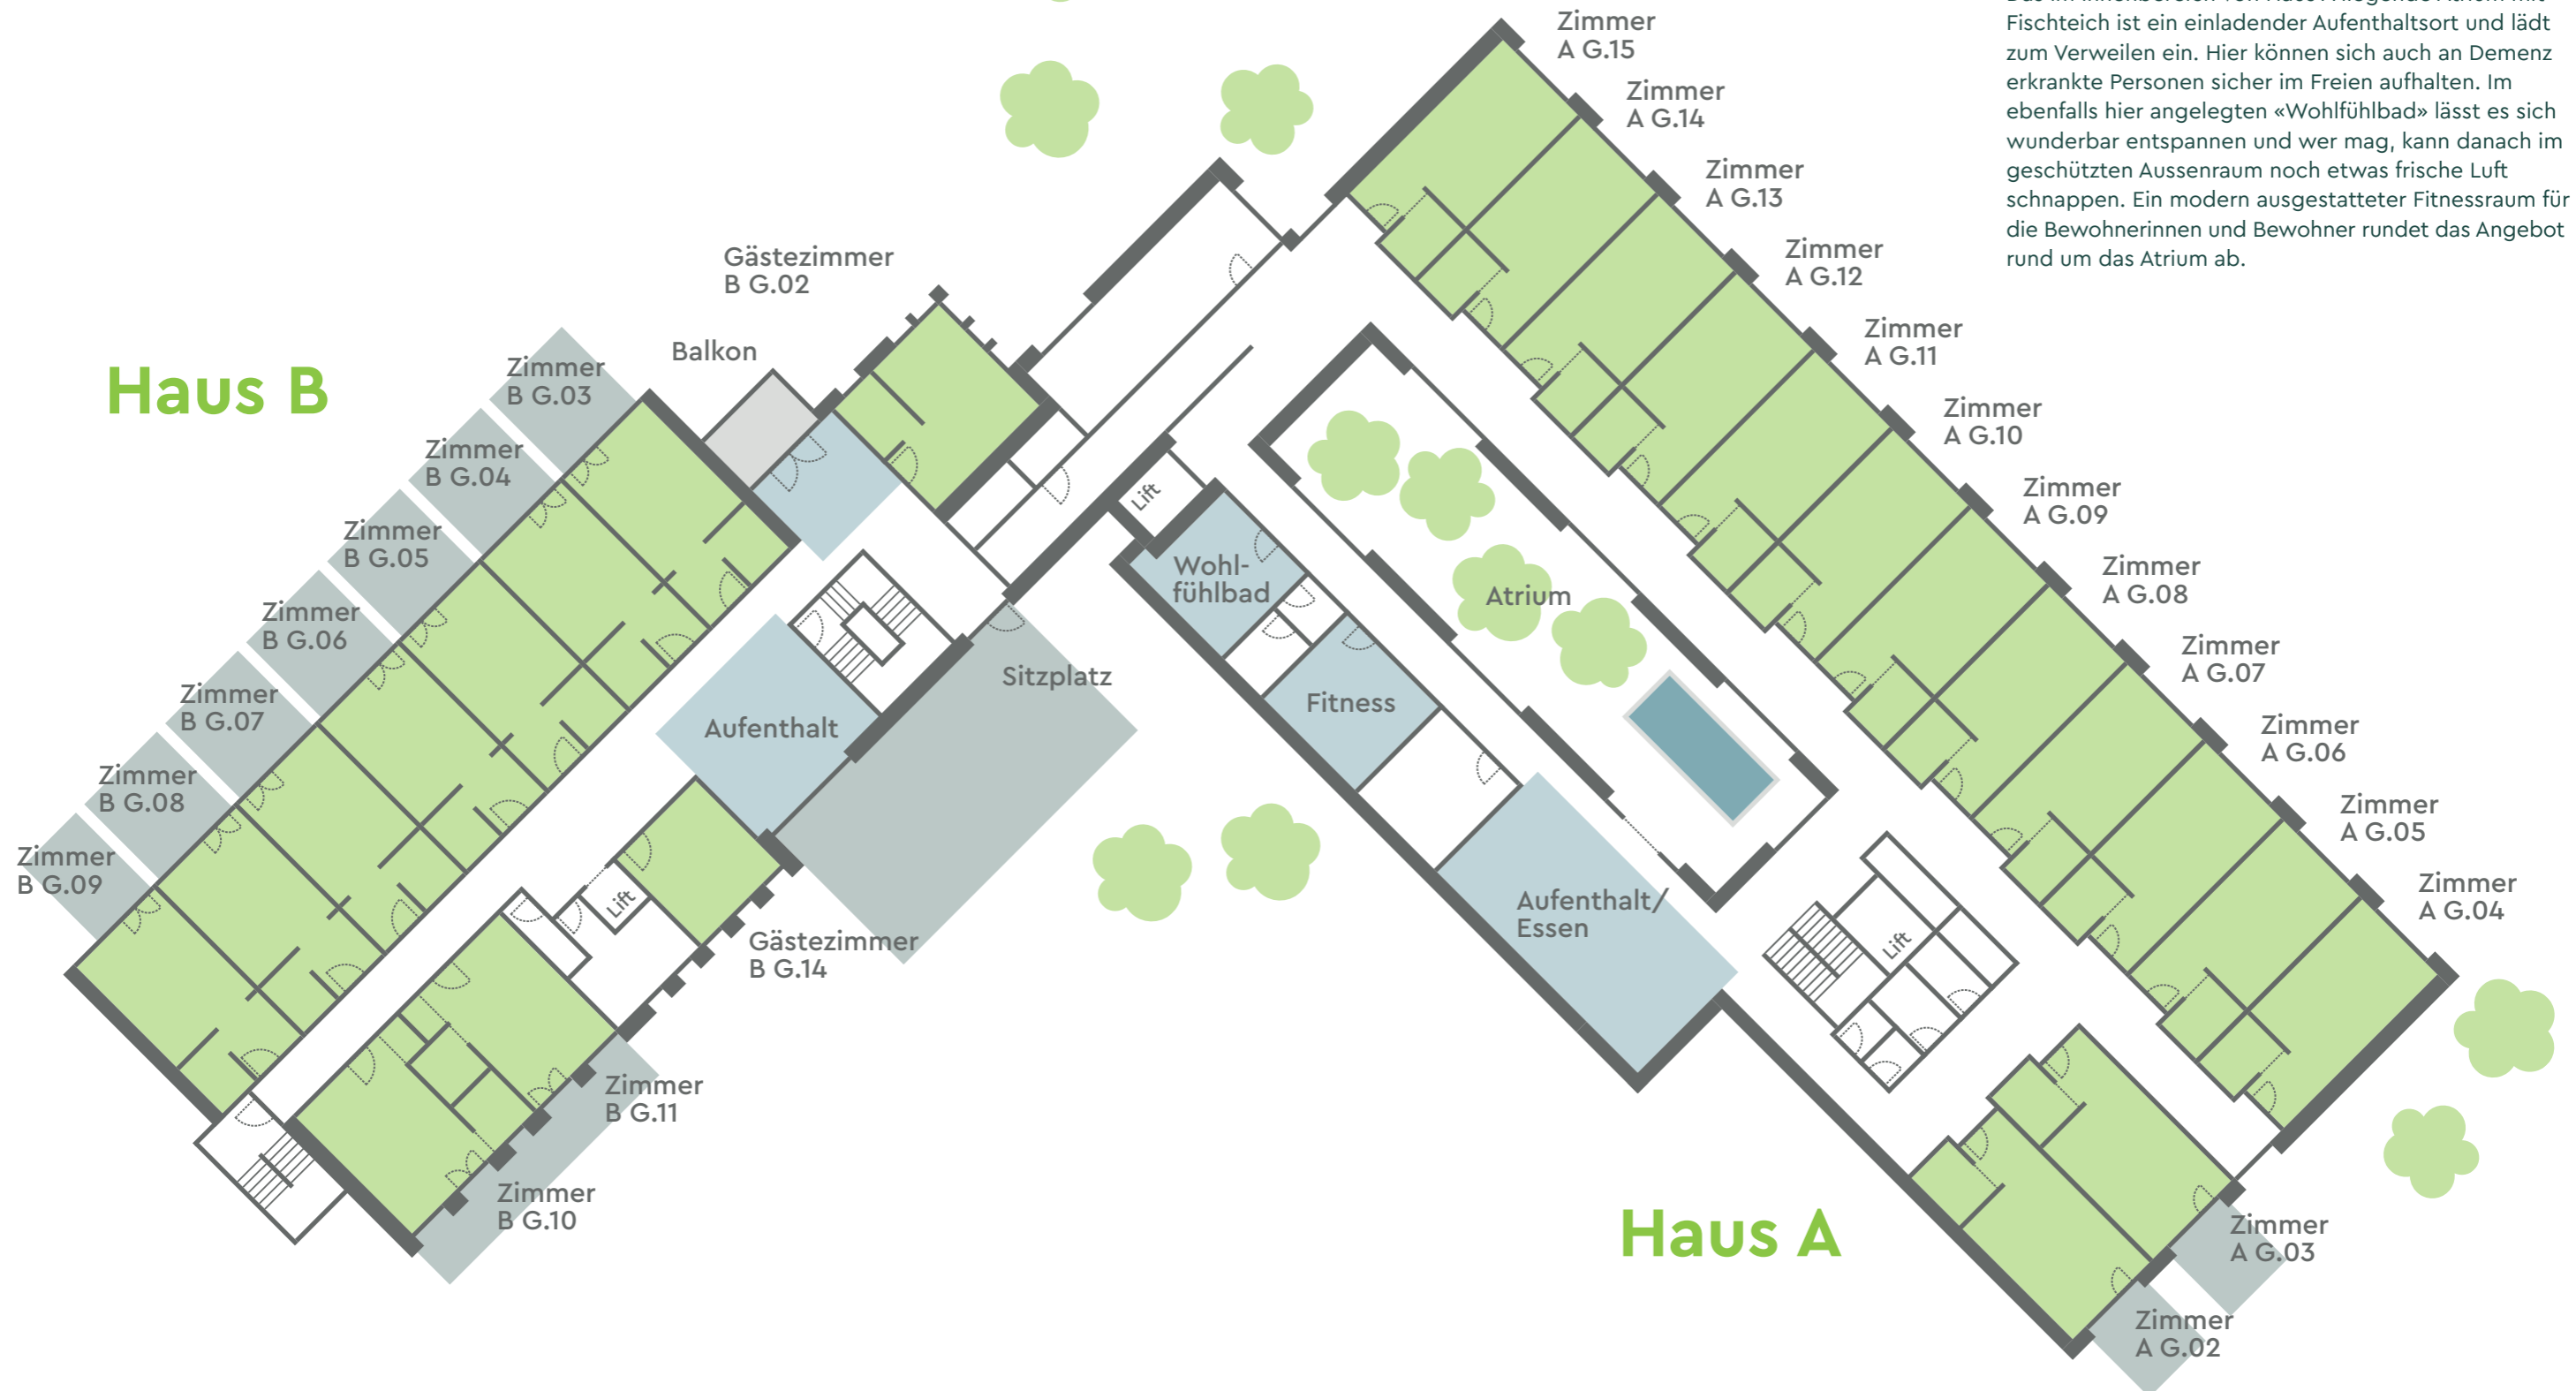 Fischteich ist ein einladender Aufenthaltsort und lädt
zum Verweilen ein. Hier können sich auch an Demenz
erkrankte Personen sicher im Freien aufhalten. Im
ebenfalls hier angelegten «Wohlfühlbad» lässt es sich
wunderbar entspannen und wer mag, kann danach im
geschützten Aussenraum noch etwas frische Luft
schnappen. Ein modern ausgestatteter Fitnessraum für
die Bewohnerinnen und Bewohner rundet das Angebot
rund um das Atrium ab.
Haus B
Gästezimmer
B G.02
Balkon
Zimmer
B G.03
Zimmer
B G.04
Zimmer
B G.05
Zimmer
B G.06
Zimmer
B G.07
Zimmer
B G.08
Zimmer
B G.09
Aufenthalt
Sitzplatz
Lift
Gästezimmer
B G.14
Zimmer
B G.11
Zimmer
B G.10
Zimmer
A G.15
Zimmer
A G.14
Zimmer
A G.13
Zimmer
A G.12
Zimmer
A G.11
Zimmer
A G.10
Zimmer
A G.09
Zimmer
A G.08
Zimmer
A G.07
Zimmer
A G.06
Zimmer
A G.05
Zimmer
A G.04
Lift
Wohl-
fühlbad
Atrium
Fitness
Aufenthalt/
Essen
Lift
Haus A
Zimmer
A G.03
Zimmer
A G.02